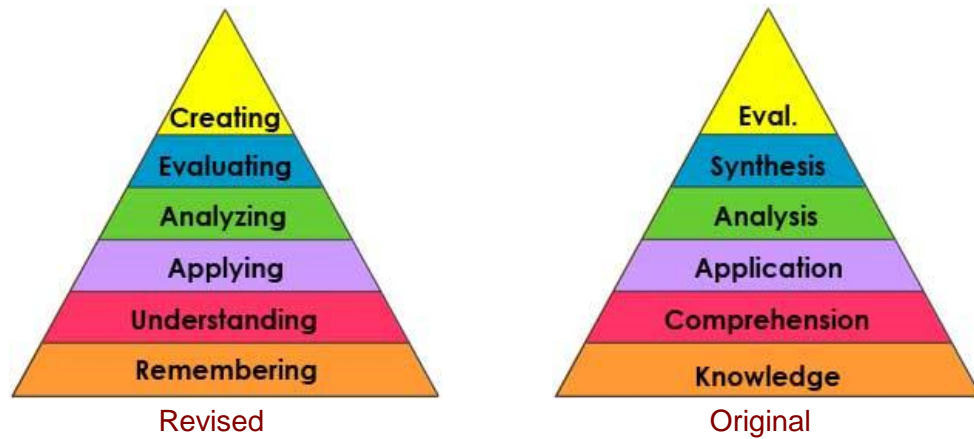 Creating
Evaluating
Analyzing
Applying
Understanding
Remembering
Revised
Eval.
Synthesis
Analysis
Application
Comprehension
Knowledge
Original